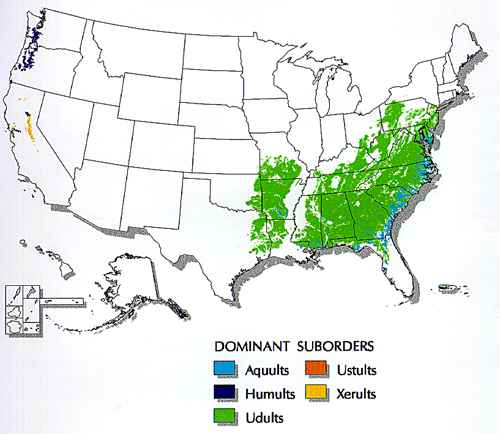 DOMINANT SUBORDERS
Aquults Ustults
Humults Xerults
Udults